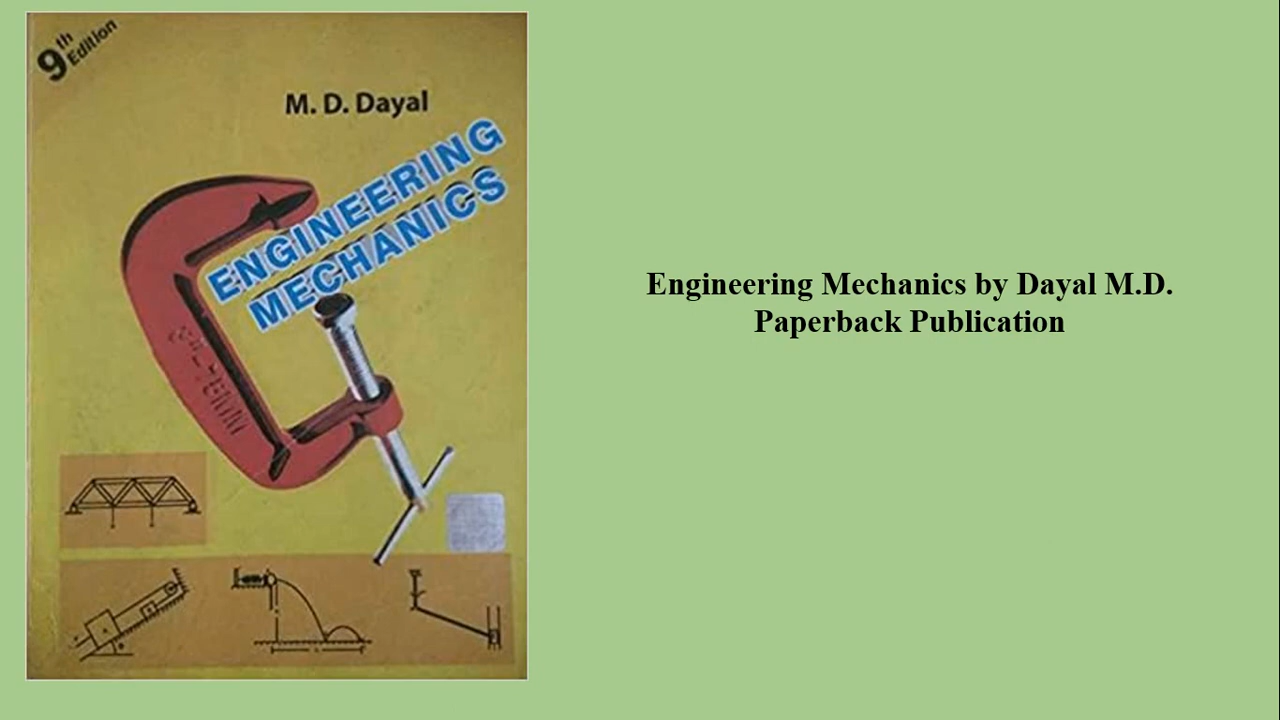 9th Edition
M. D. Dayal
ENGINEERING
MECHANICS
Engineering Mechanics by Dayal M.D.
Paperback Publication